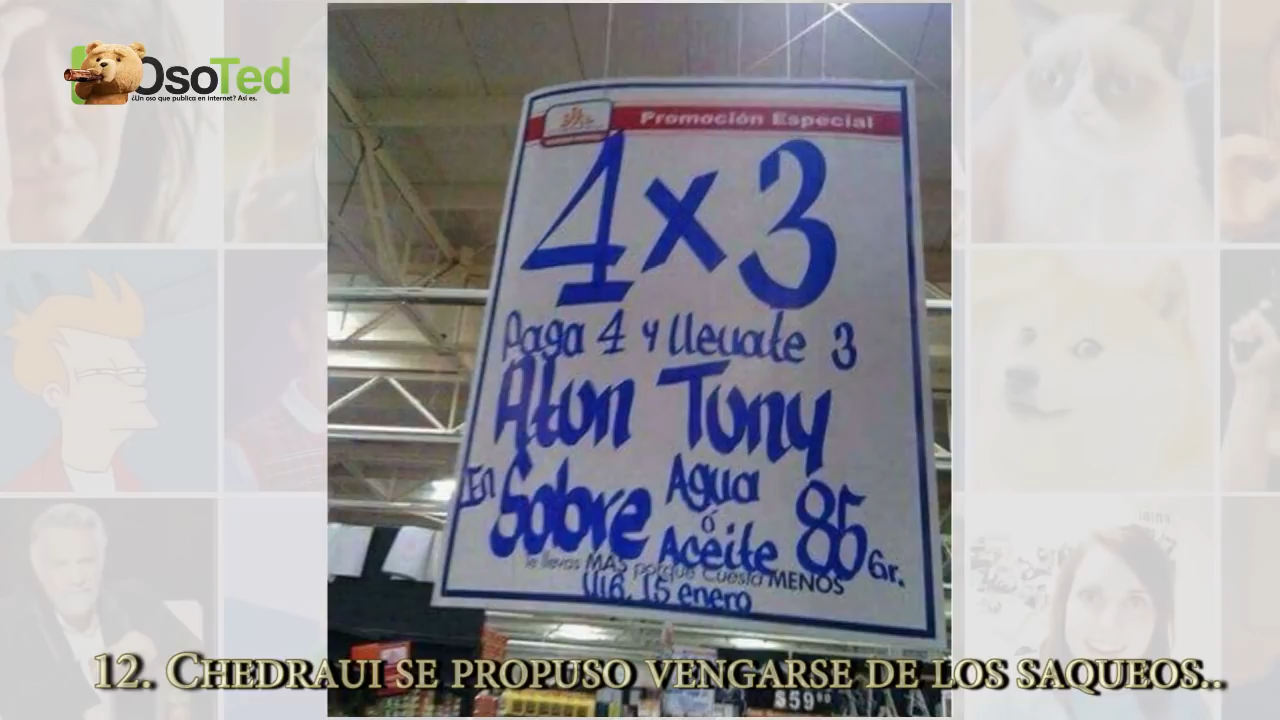 OsoTed
¿Un oso que publica en internet? Asi es.
Promoción Especial
4x3
Paga 4 y llevate 3
Atun Tuny
En Sobre Agua ó Aceite 85 Gr.
Te llevas MÁS porque Cuesta MENOS
VIG. 15 enero
$59
12. CHEDRAUI SE PROPUSO VENGARSE DE LOS SAQUEOS..